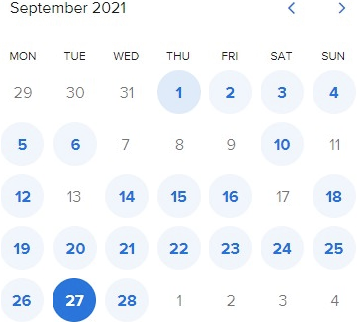 September 2021
MON TUE WED THU FRI SAT SUN
29 30 31 1 2 3 4
5 6 7 8 9 10 11
12 13 14 15 16 17 18
19 20 21 22 23 24 25
26 27 28 1 2 3 4